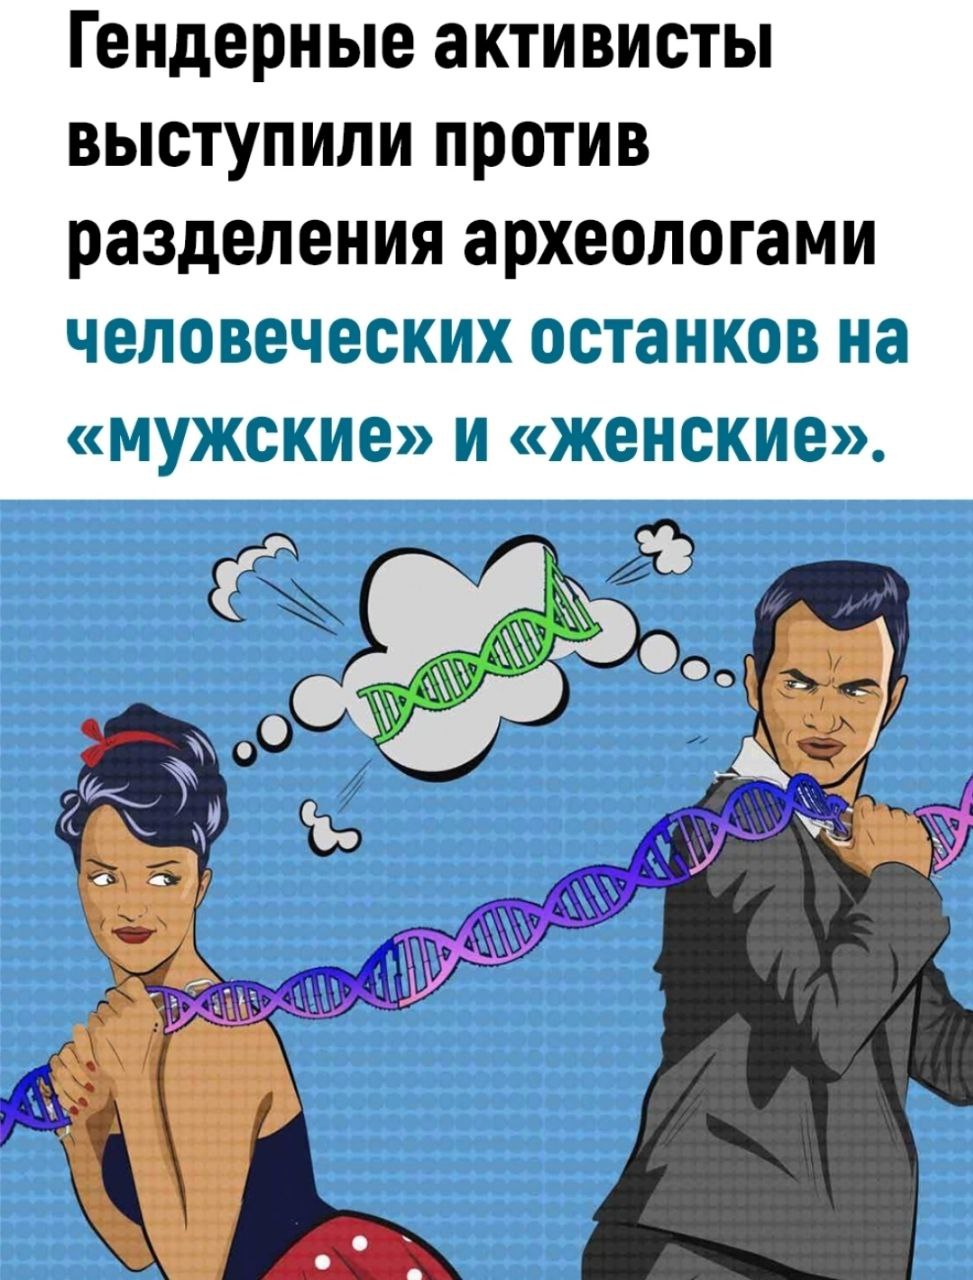 Гендерные активисты
выступили против
разделения археологами
человеческих останков на
«мужские» и «женские».